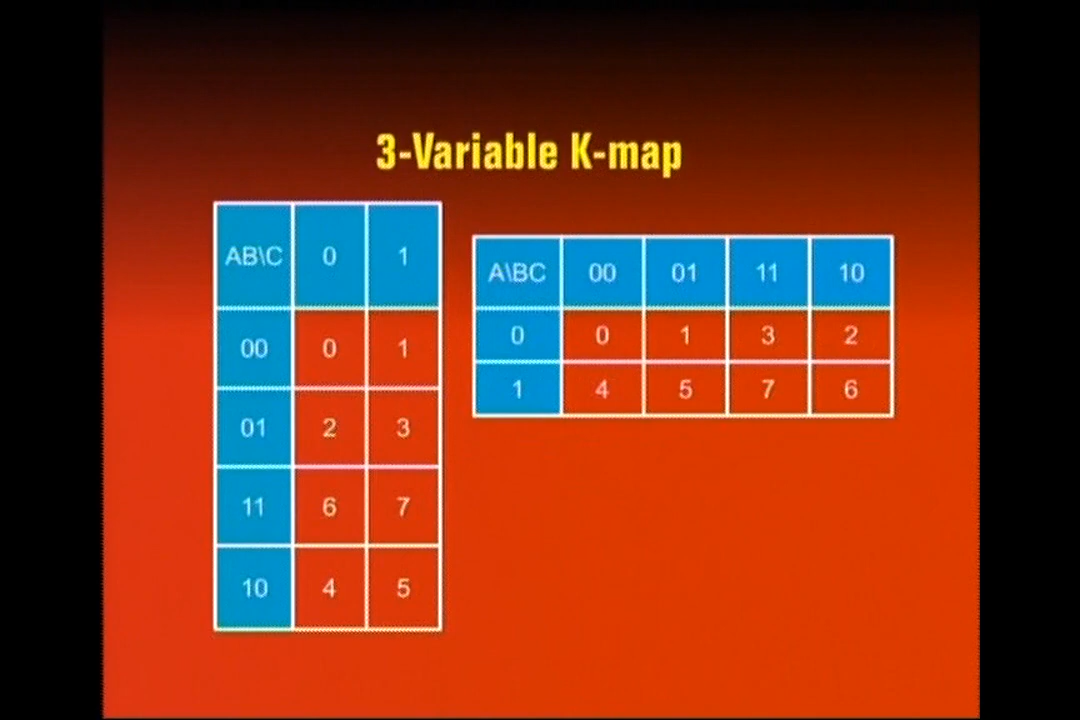 3-Variable K-map
AB\C 0 1
00 0 1
01 2 3
11 6 7
10 4 5
A\BC 00 01 11 10
0 0 1 3 2
1 4 5 7 6